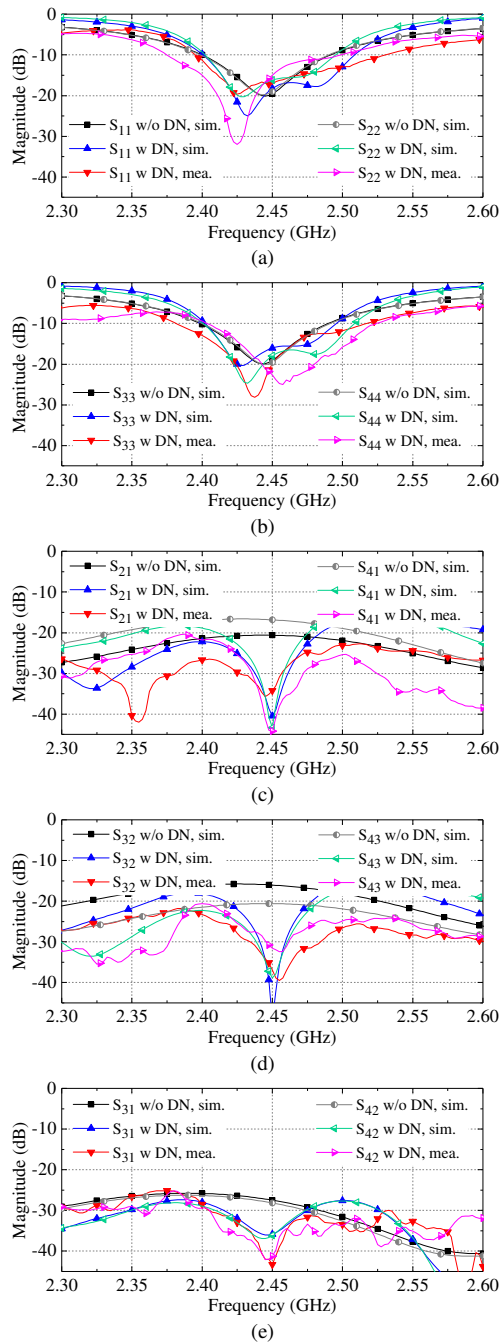 0
-10
-20
-30
-40
Magnitude (dB)
S11 w/o DN, sim.
S11 w DN, sim.
S11 w DN, mea.
S22 w/o DN, sim.
S22 w DN, sim.
S22 w DN, mea.
2.30 2.35 2.40 2.45 2.50 2.55 2.60
Frequency (GHz)
(a)
0
-10
-20
-30
-40
Magnitude (dB)
S33 w/o DN, sim.
S33 w DN, sim.
S33 w DN, mea.
S44 w/o DN, sim.
S44 w DN, sim.
S44 w DN, mea.
2.30 2.35 2.40 2.45 2.50 2.55 2.60
Frequency (GHz)
(b)
0
-10
-20
-30
-40
Magnitude (dB)
S21 w/o DN, sim.
S21 w DN, sim.
S21 w DN, mea.
S41 w/o DN, sim.
S41 w DN, sim.
S41 w DN, mea.
2.30 2.35 2.40 2.45 2.50 2.55 2.60
Frequency (GHz)
(c)
0
-10
-20
-30
-40
Magnitude (dB)
S32 w/o DN, sim.
S32 w DN, sim.
S32 w DN, mea.
S43 w/o DN, sim.
S43 w DN, sim.
S43 w DN, mea.
2.30 2.35 2.40 2.45 2.50 2.55 2.60
Frequency (GHz)
(d)
0
-10
-20
-30
-40
Magnitude (dB)
S31 w/o DN, sim.
S31 w DN, sim.
S31 w DN, mea.
S42 w/o DN, sim.
S42 w DN, sim.
S42 w DN, mea.
2.30 2.35 2.40 2.45 2.50 2.55 2.60
Frequency (GHz)
(e)